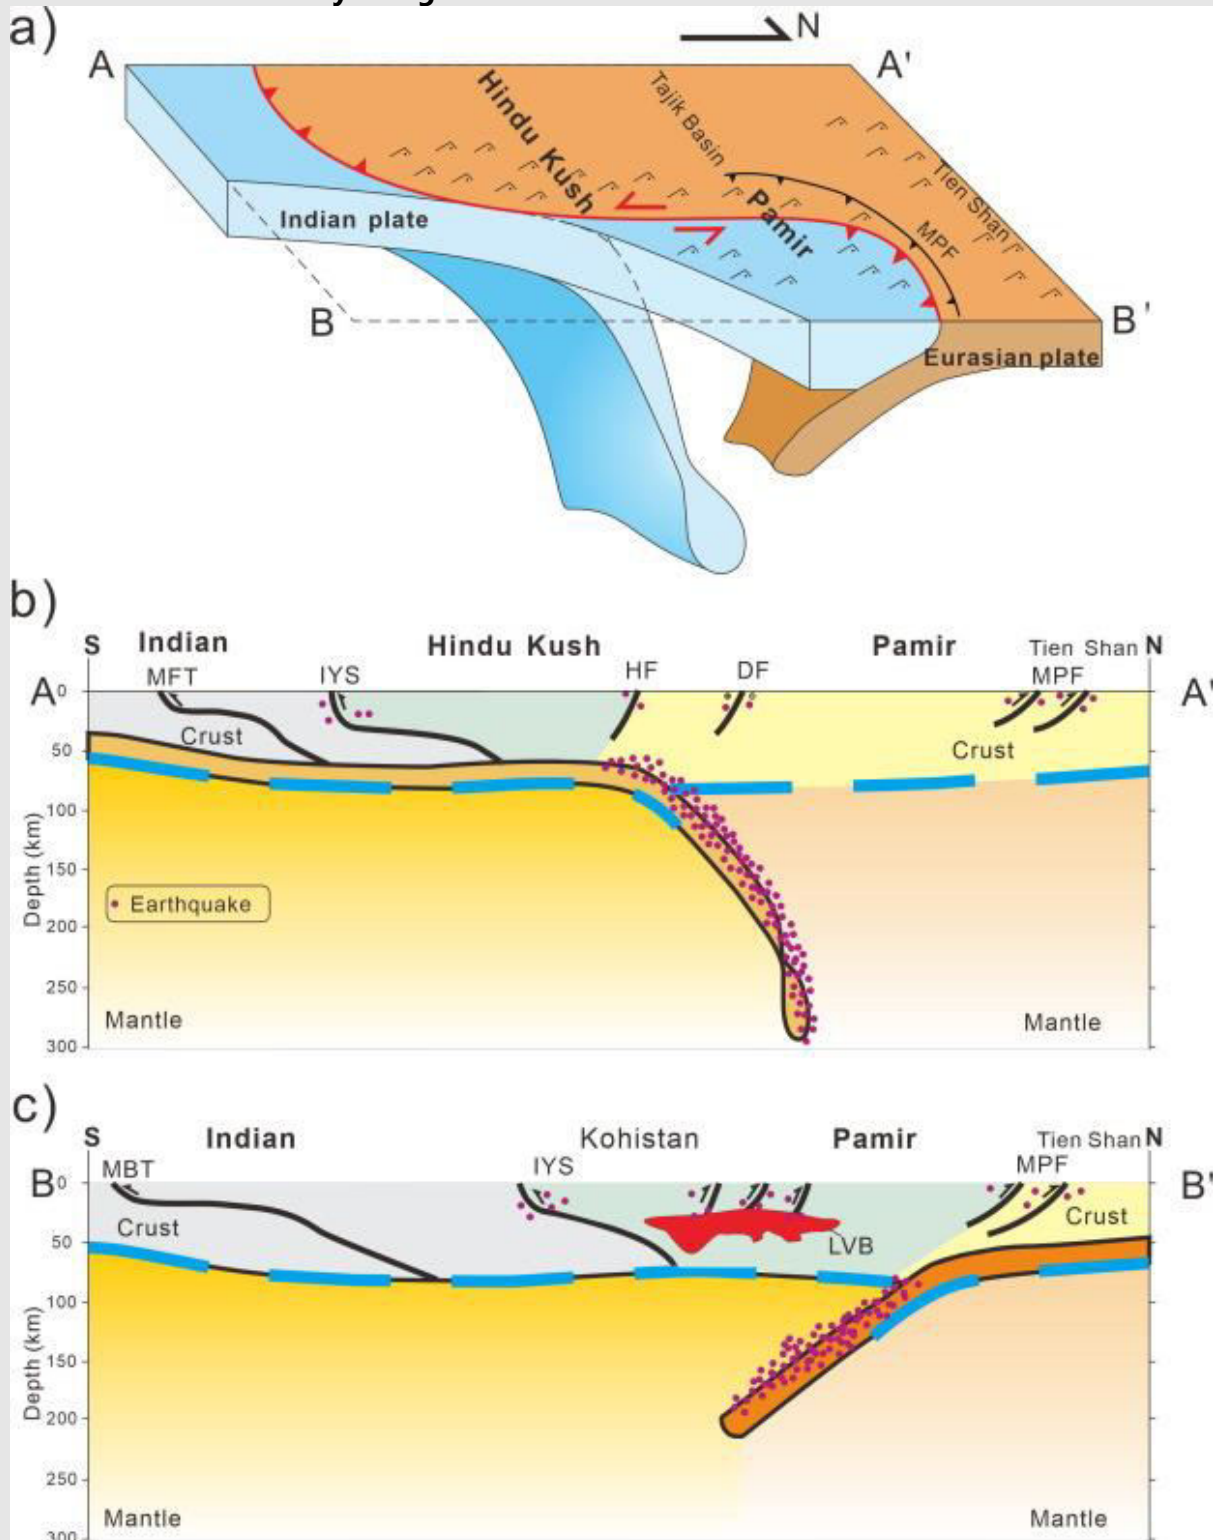 a)
N
A
A'
Hindu Kush
Tajik Basin
Tien Shan
Pamir
MPF
Indian plate
B
B'
Eurasian plate
b)
S
Indian
Hindu Kush
Pamir
Tien Shan
N
MFT
IYS
HF
DF
MPF
A
A'
0
50
100
150
200
250
300
Depth (km)
Crust
Crust
Earthquake
Mantle
Mantle
c)
S
Indian
Kohistan
Pamir
Tien Shan
N
MBT
IYS
MPF
B
B'
0
50
100
150
200
250
300
Depth (km)
Crust
LVB
Crust
Mantle
Mantle